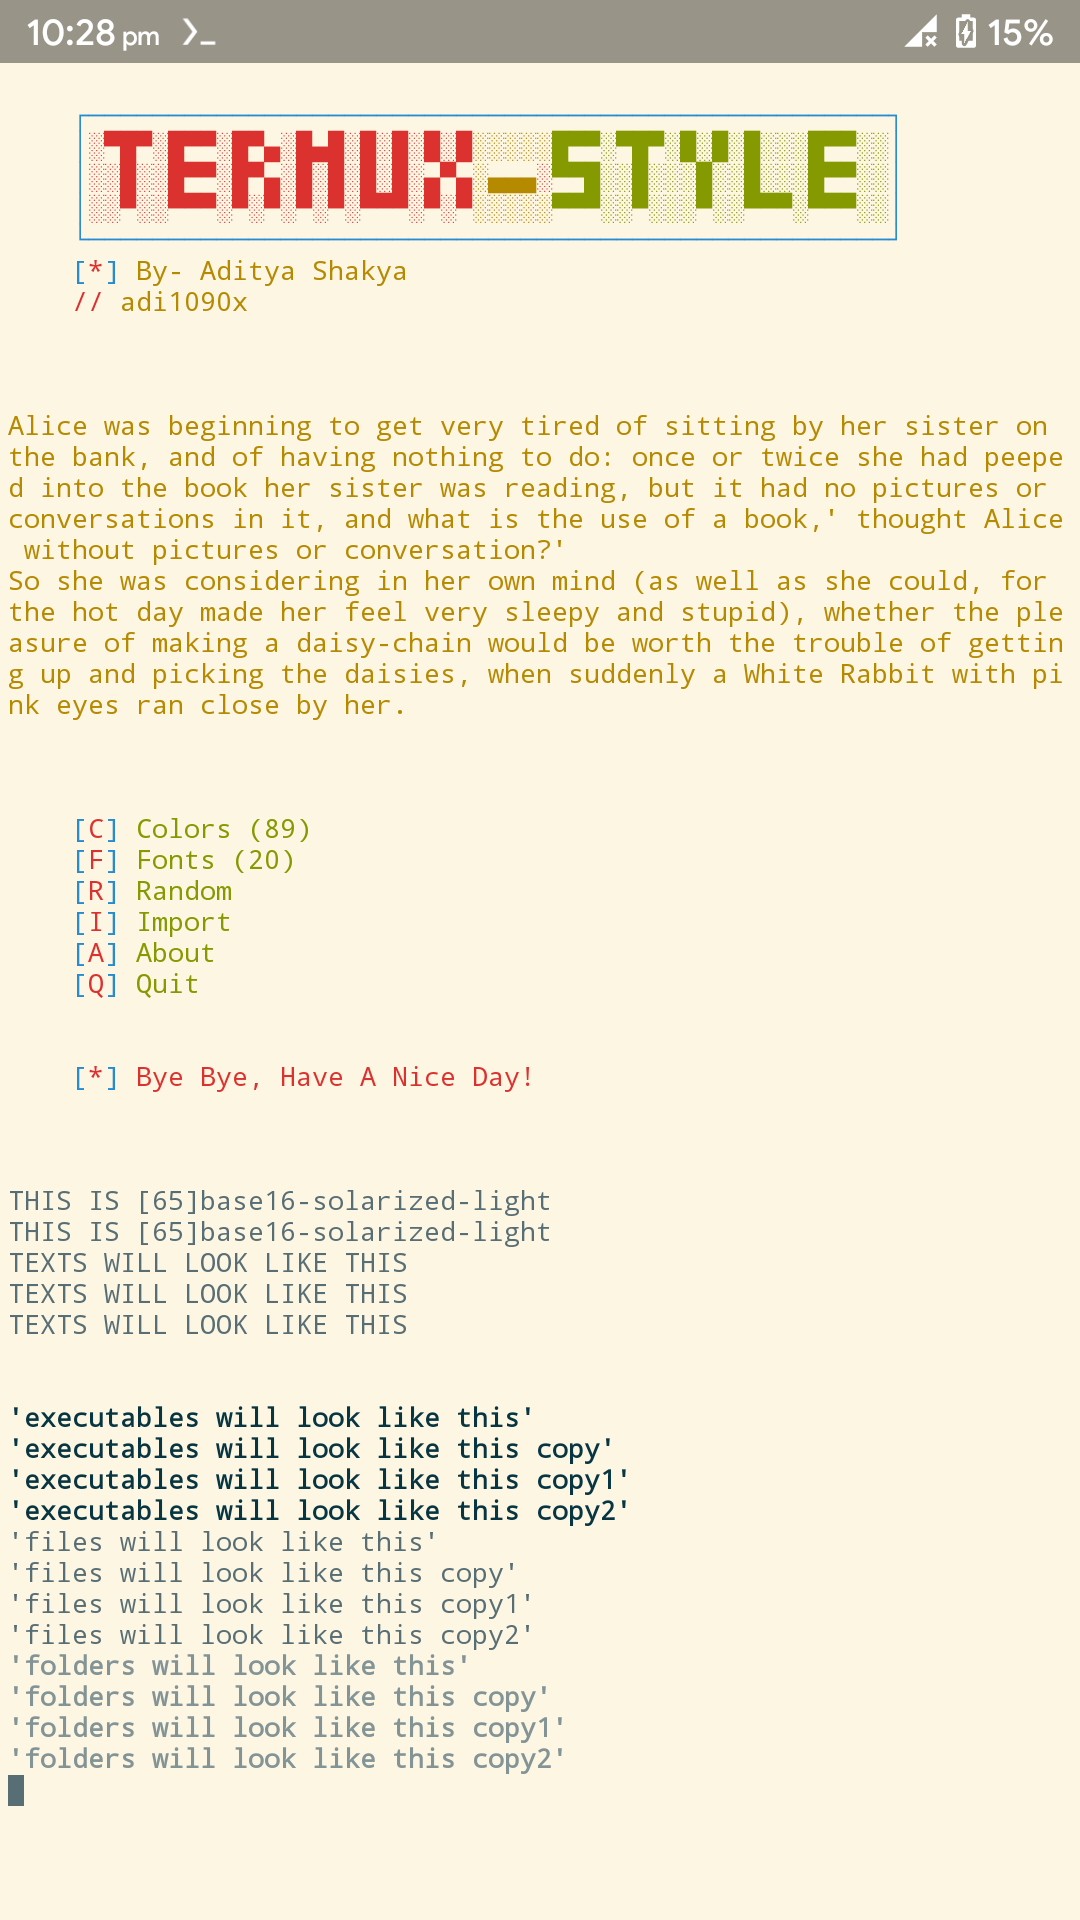 10:28 pm 15%
TERMUX-STYLE
[*] By- Aditya Shakya
// adi1090x
Alice was beginning to get very tired of sitting by her sister on
the bank, and of having nothing to do: once or twice she had peepe
d into the book her sister was reading, but it had no pictures or
conversations in it, and what is the use of a book,' thought Alice
without pictures or conversation?'
So she was considering in her own mind (as well as she could, for
the hot day made her feel very sleepy and stupid), whether the ple
asure of making a daisy-chain would be worth the trouble of gettin
g up and picking the daisies, when suddenly a White Rabbit with pi
nk eyes ran close by her.
[C] Colors (89)
[F] Fonts (20)
[R] Random
[I] Import
[A] About
[Q] Quit
[*] Bye Bye, Have A Nice Day!
THIS IS [65]base16-solarized-light
THIS IS [65]base16-solarized-light
TEXTS WILL LOOK LIKE THIS
TEXTS WILL LOOK LIKE THIS
TEXTS WILL LOOK LIKE THIS
'executables will look like this'
'executables will look like this copy'
'executables will look like this copy1'
'executables will look like this copy2'
'files will look like this'
'files will look like this copy'
'files will look like this copy1'
'files will look like this copy2'
'folders will look like this'
'folders will look like this copy'
'folders will look like this copy1'
'folders will look like this copy2'